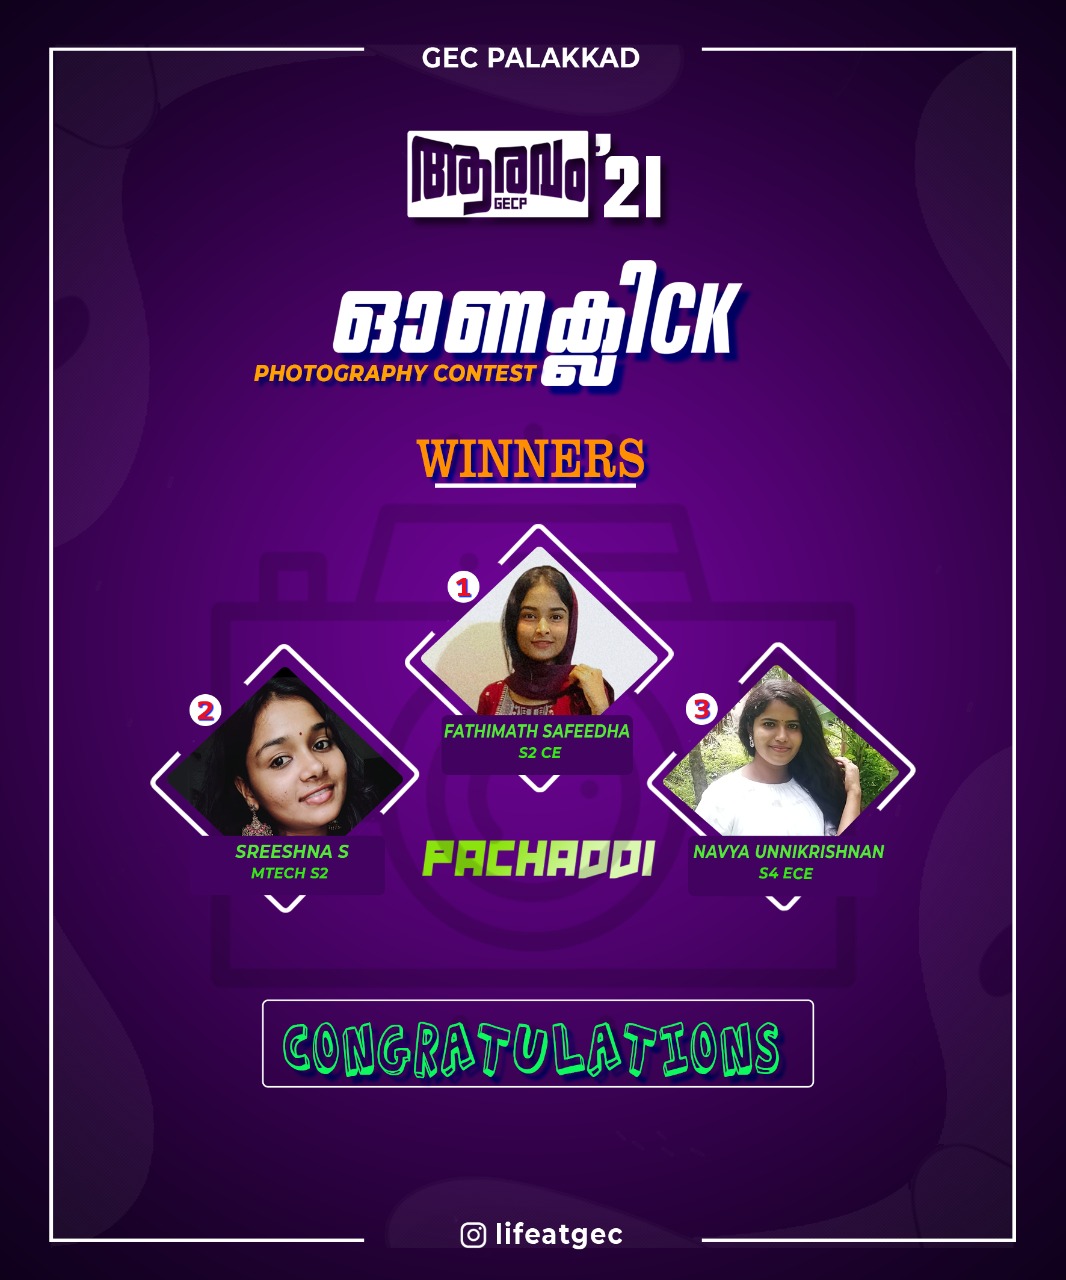 GEC PALAKKAD
ആരവം '21
GECP
ഓണക്ലിCK
PHOTOGRAPHY CONTEST
WINNERS
1
FATHIMATH SAFEEDHA
S2 CE
2
SREESHNA S
MTECH S2
3
NAVYA UNNIKRISHNAN
S4 ECE
PACHADDI
CONGRATULATIONS
lifeatgec